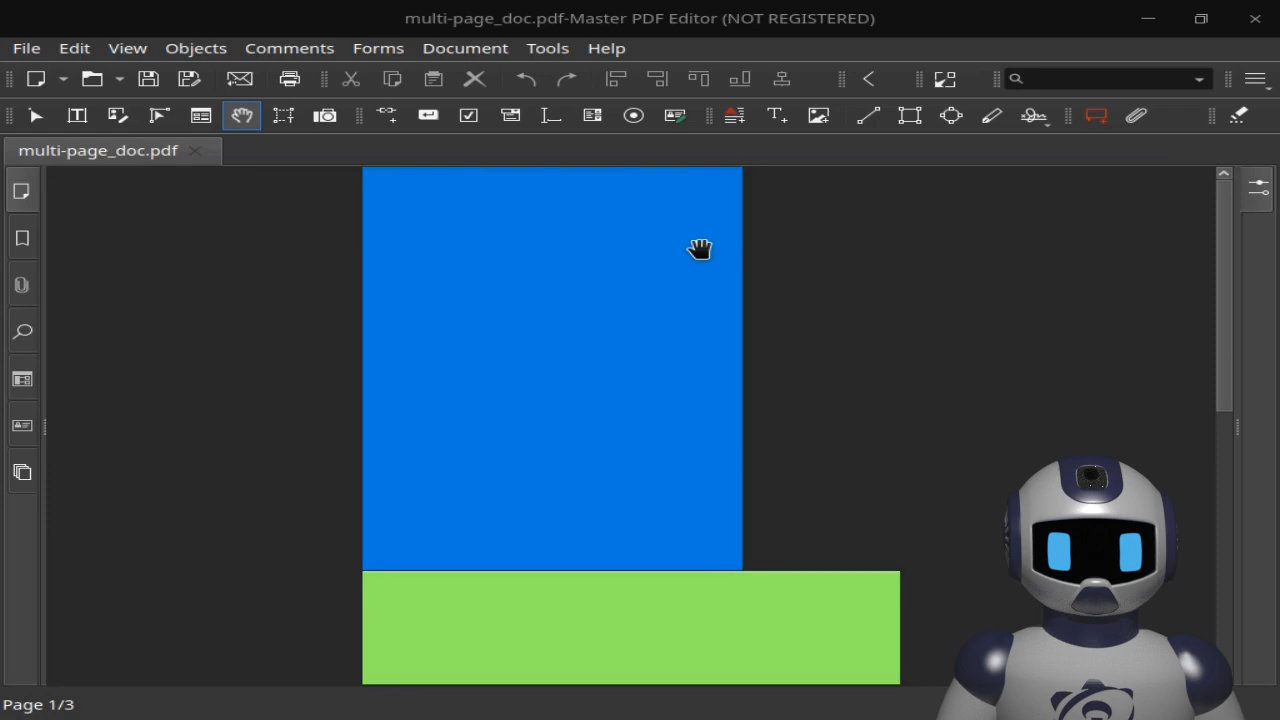 multi-page_doc.pdf-Master PDF Editor (NOT REGISTERED)
File Edit View Objects Comments Forms Document Tools Help
multi-page_doc.pdf
Page 1/3